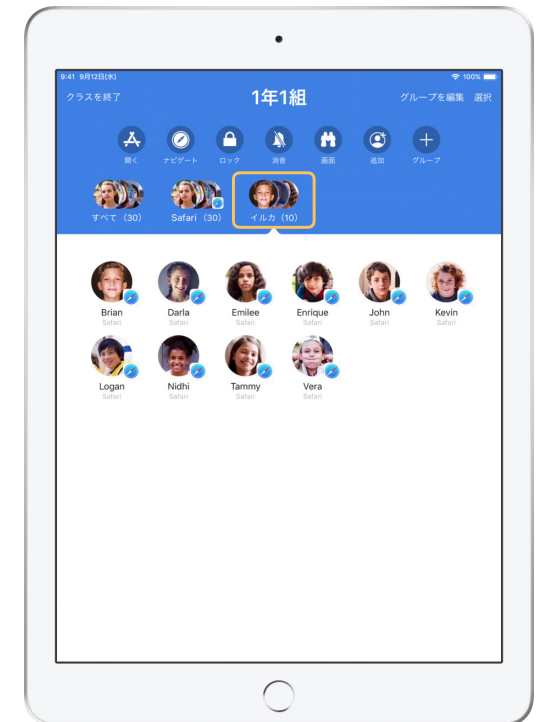 9:41 9月12日(水) 100%
クラスを終了 1年1組 グループを編集 選択
開く ナビゲート ロック 消音 画面 追加 グループ
すべて（30） Safari（30） イルカ（10）
Brian Darla Emilee Enrique John Kevin
Safari Safari Safari Safari Safari Safari
Logan Nidhi Tammy Vera
Safari Safari Safari Safari